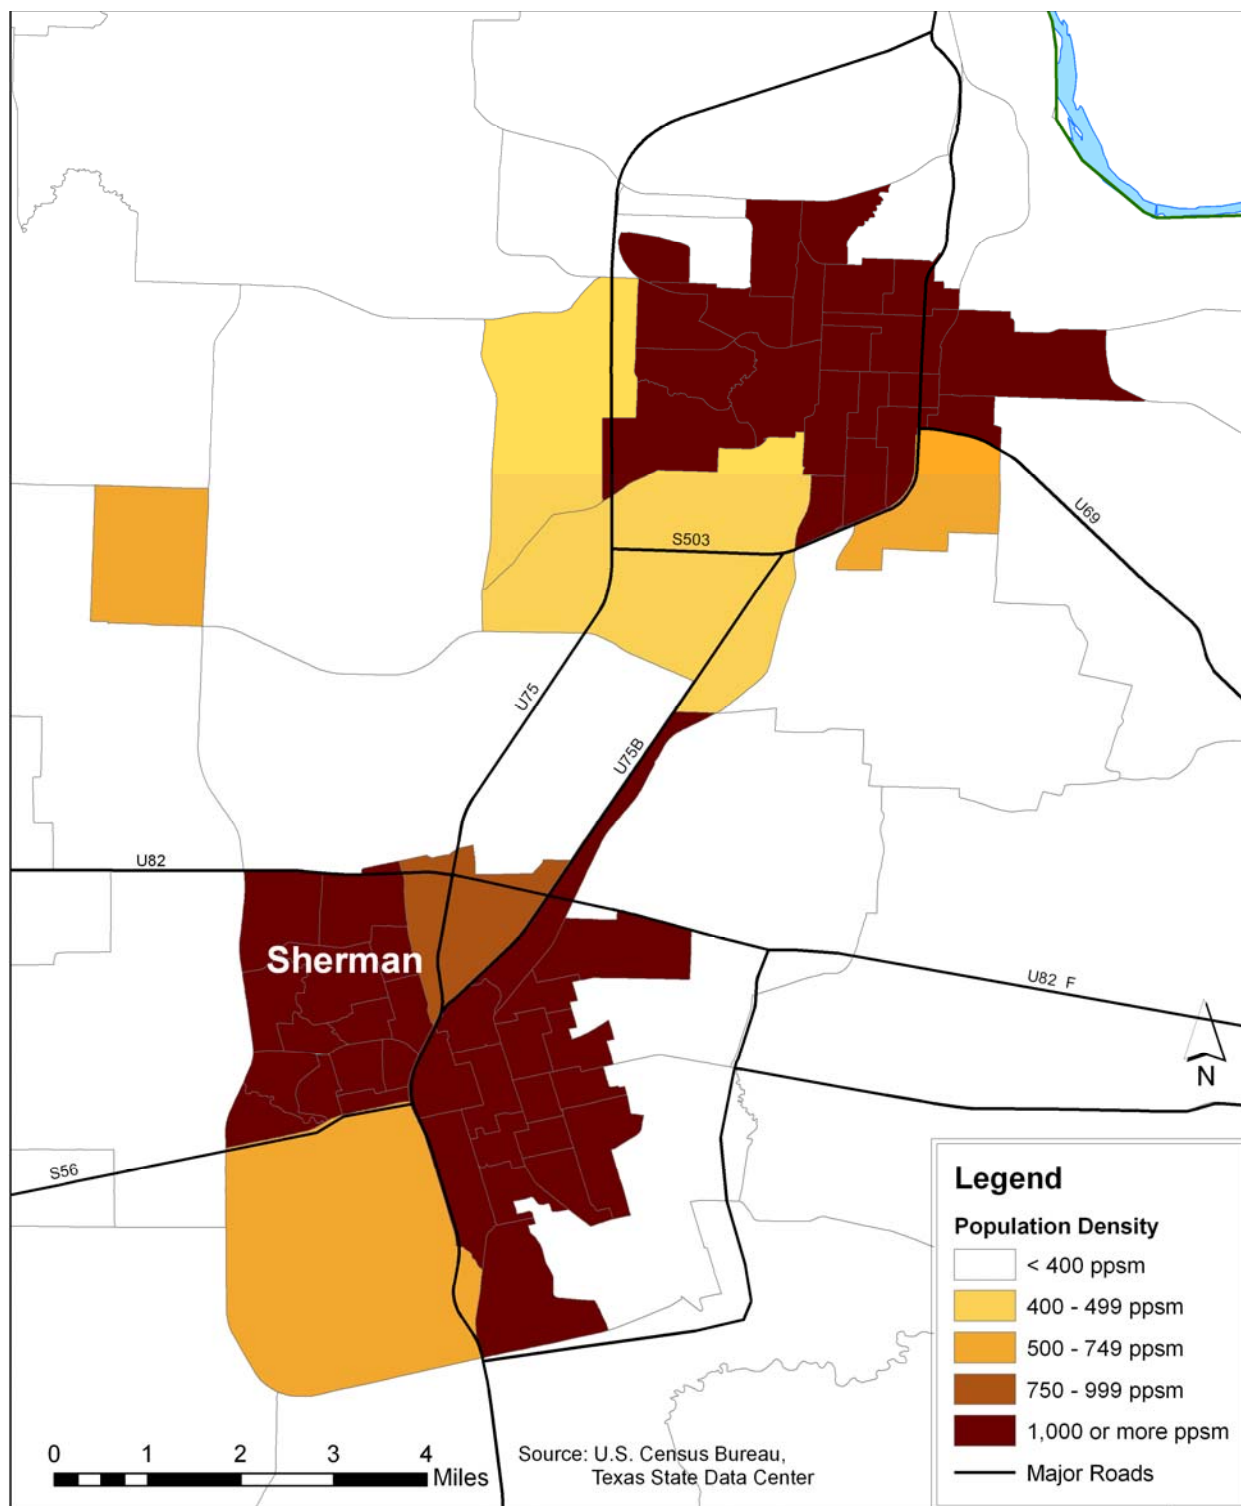 S503
U69
U75
U75B
U82
Sherman
U82 F
N
S56
Legend
Population Density
< 400 ppsm
400 - 499 ppsm
500 - 749 ppsm
750 - 999 ppsm
1,000 or more ppsm
Major Roads
0 1 2 3 4
Miles
Source: U.S. Census Bureau,
Texas State Data Center